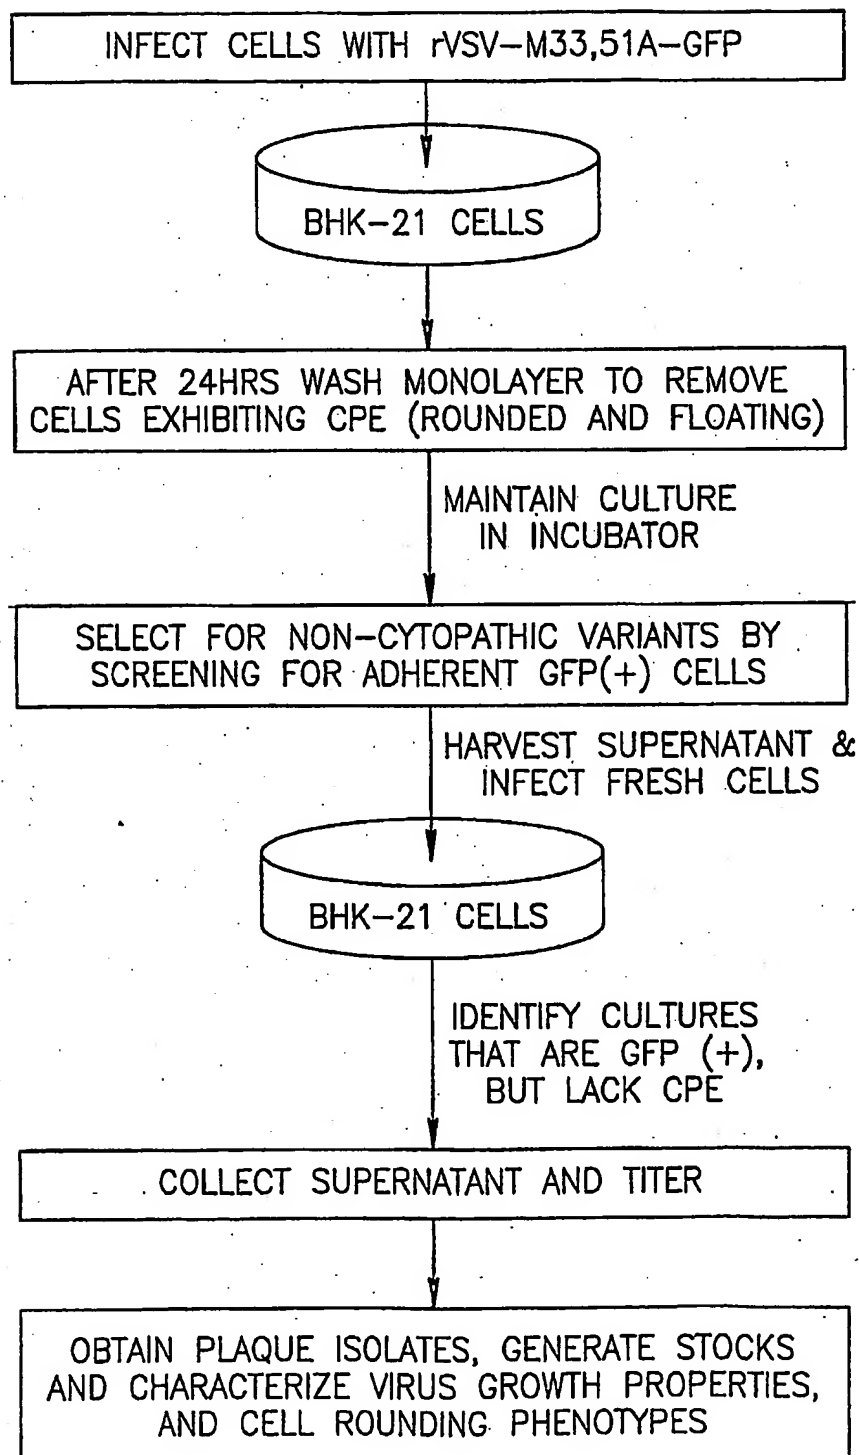 INFECT CELLS WITH rVSV-M33,51A-GFP
BHK-21 CELLS
AFTER 24HRS WASH MONOLAYER TO REMOVE
CELLS EXHIBITING CPE (ROUNDED AND FLOATING)
MAINTAIN CULTURE
IN INCUBATOR
SELECT FOR NON-CYTOPATHIC VARIANTS BY
SCREENING FOR ADHERENT GFP(+) CELLS
HARVEST SUPERNATANT &
INFECT FRESH CELLS
BHK-21 CELLS
IDENTIFY CULTURES
THAT ARE GFP (+),
BUT LACK CPE
COLLECT SUPERNATANT AND TITER
OBTAIN PLAQUE ISOLATES, GENERATE STOCKS
AND CHARACTERIZE VIRUS GROWTH PROPERTIES,
AND CELL ROUNDING PHENOTYPES